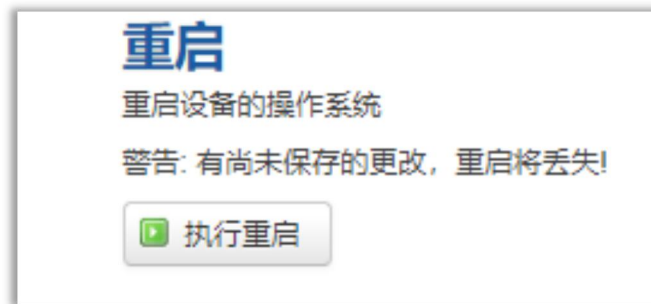 重启
重启设备的操作系统
警告: 有尚未保存的更改，重启将丢失!
执行重启